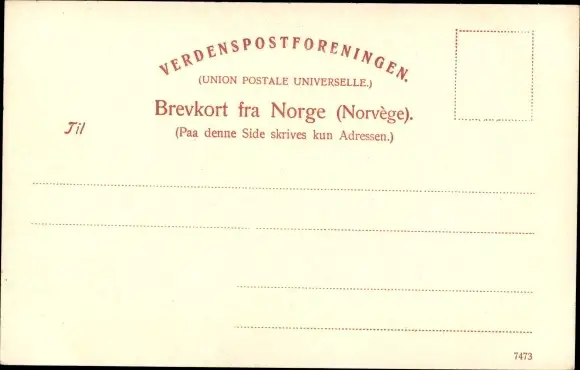 VERDENSPOSTFORENINGEN.
(UNION POSTALE UNIVERSELLE.)
Brevkort fra Norge (Norvège).
(Paa denne Side skrives kun Adressen.)
Til
7473